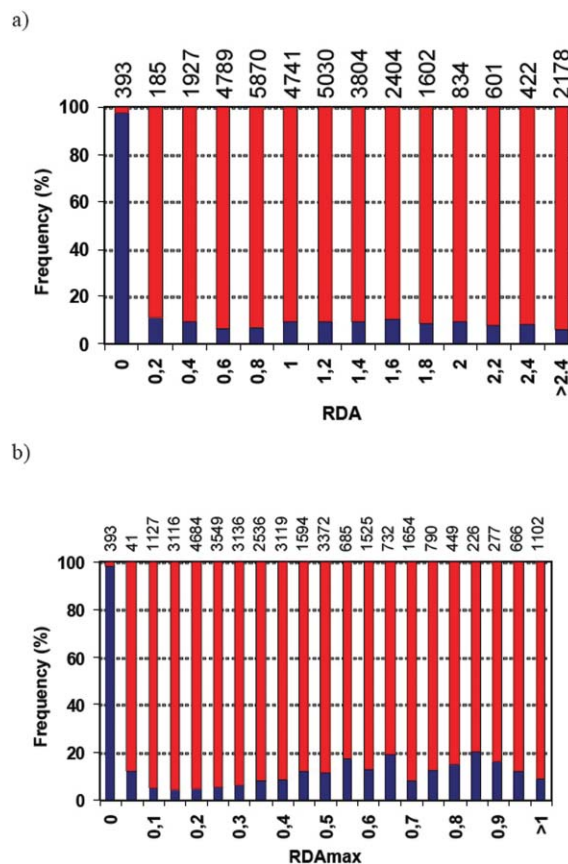 a)
393 185 1927 4789 5870 4741 5030 3804 2404 1602 834 601 422 2178
100
80
60
40
20
0
Frequency (%)
0 0,2 0,4 0,6 0,8 1 1,2 1,4 1,6 1,8 2 2,2 2,4 >2,4
RDA
b)
393 41 1127 3116 4684 3549 3136 2536 3119 1594 3372 685 1525 732 1654 790 449 226 277 666 1102
100
80
60
40
20
0
Frequency (%)
0 0,1 0,2 0,3 0,4 0,5 0,6 0,7 0,8 0,9 >1
RDAmax